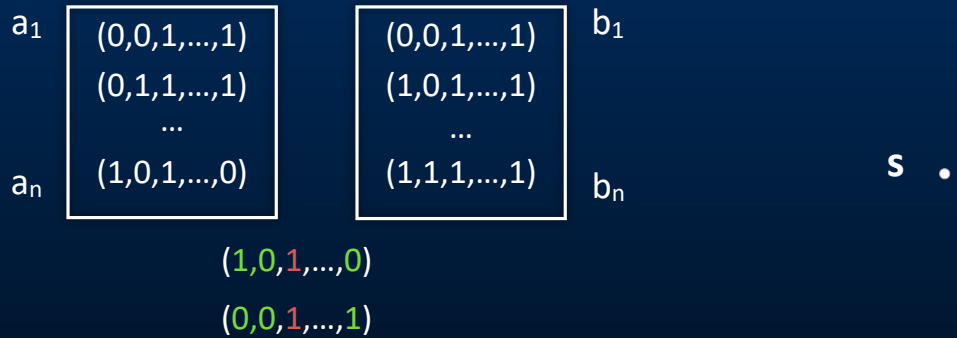 a₁ (0,0,1,...,1) (0,0,1,...,1) b₁
(0,1,1,...,1) (1,0,1,...,1)
... ...
aₙ (1,0,1,...,0) (1,1,1,...,1) bₙ
s .
(1,0,1,...,0)
(0,0,1,...,1)